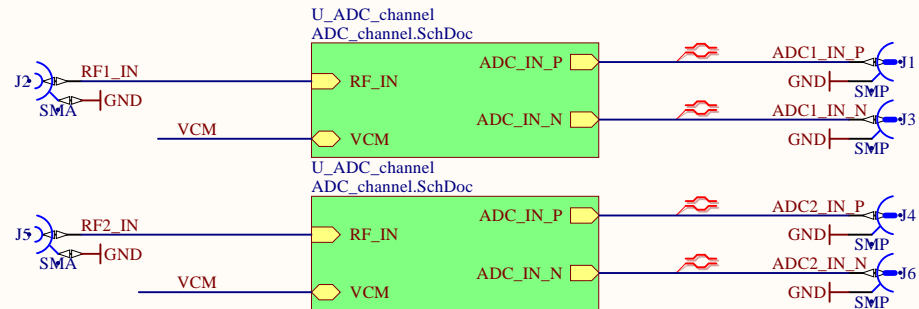 U_ADC_channel
ADC_channel.SchDoc
J2 RF1_IN RF_IN ADC_IN_P ADC1_IN_P J1
GND GND
SMA SMP
VCM VCM ADC_IN_N ADC1_IN_N J3
GND
SMP
U_ADC_channel
ADC_channel.SchDoc
J5 RF2_IN RF_IN ADC_IN_P ADC2_IN_P J4
GND GND
SMA SMP
VCM VCM ADC_IN_N ADC2_IN_N J6
GND
SMP